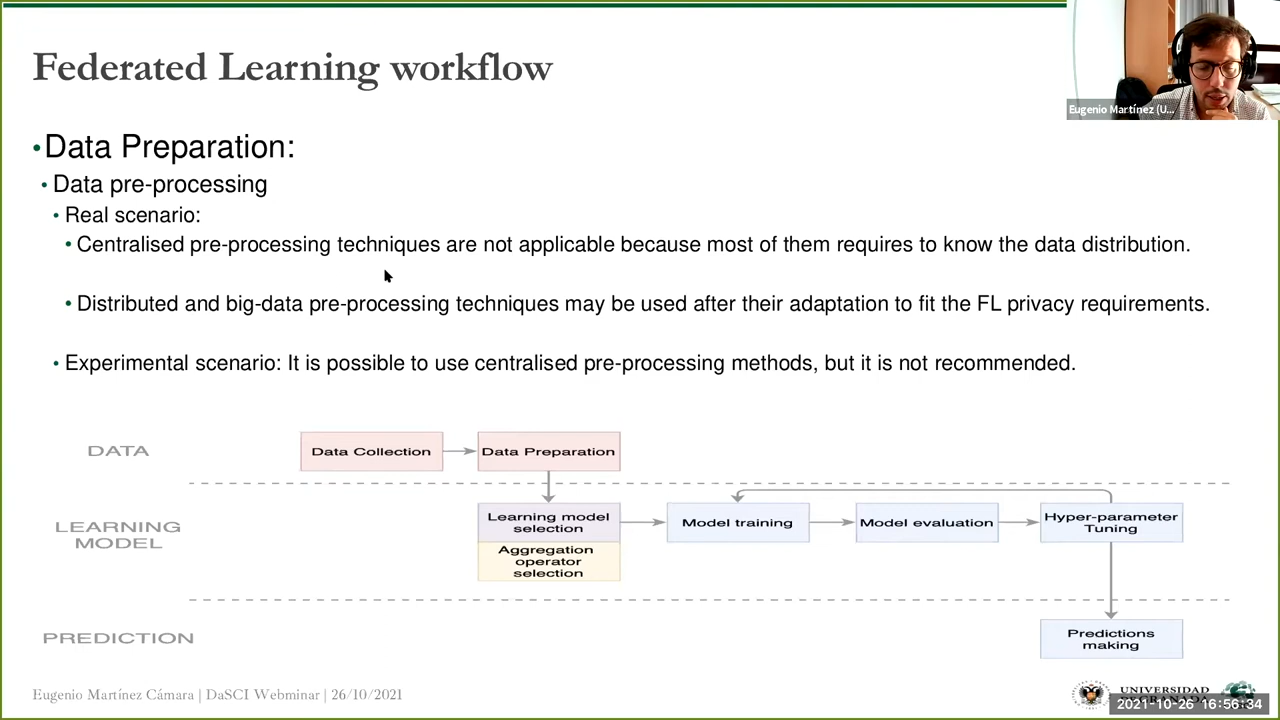 Federated Learning workflow
Eugenio Martínez (U...
•Data Preparation:
• Data pre-processing
• Real scenario:
• Centralised pre-processing techniques are not applicable because most of them requires to know the data distribution.
• Distributed and big-data pre-processing techniques may be used after their adaptation to fit the FL privacy requirements.
• Experimental scenario: It is possible to use centralised pre-processing methods, but it is not recommended.
DATA
Data Collection
Data Preparation
LEARNING
MODEL
Learning model
selection
Aggregation
operator
selection
Model training
Model evaluation
Hyper-parameter
Tuning
PREDICTION
Predictions
making
Eugenio Martínez Cámara | DaSCI Webminar | 26/10/2021
UNIVERSIDAD
2021-10-26 16:56:34